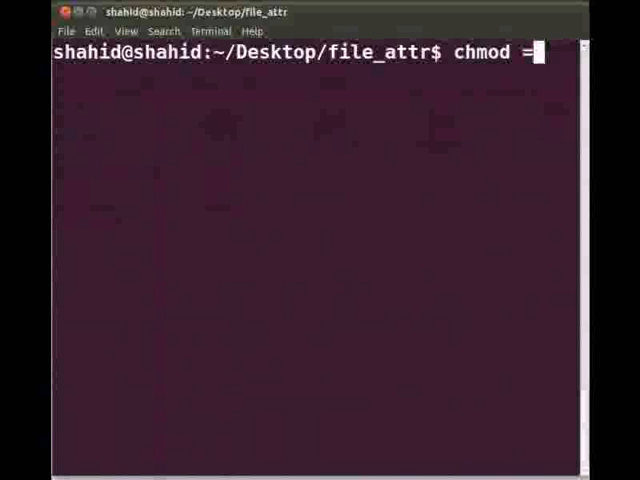 shahid@shahid: ~/Desktop/file_attr
File Edit View Search Terminal Help
shahid@shahid:~/Desktop/file_attr$ chmod =